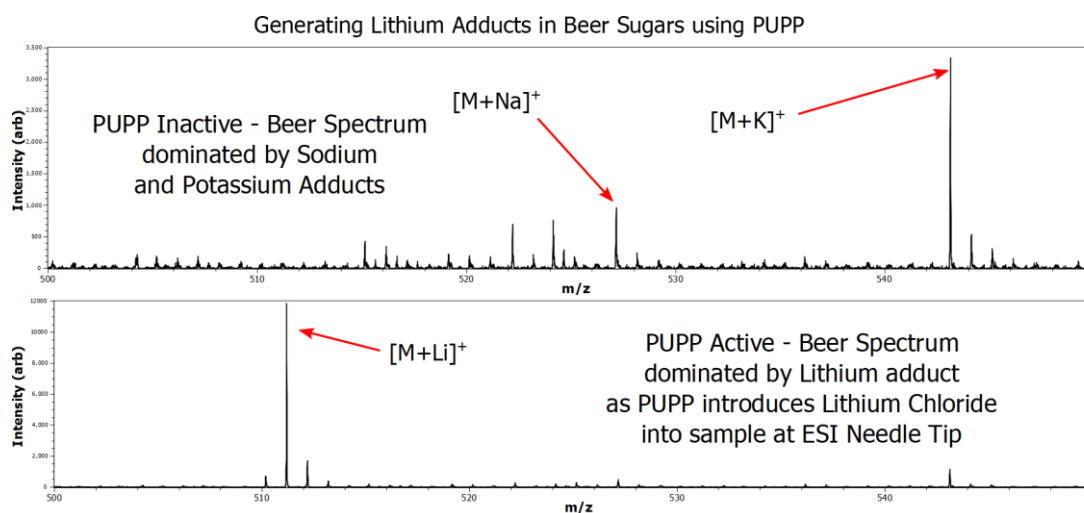 Generating Lithium Adducts in Beer Sugars using PUPP
3,500
3,000
2,500
2,000
1,500
1,000
500
0
Intensity (arb)
PUPP Inactive - Beer Spectrum
dominated by Sodium
and Potassium Adducts
[M+Na]+
[M+K]+
500
510
520
530
540
m/z
12000
10,000
8,000
6,000
4,000
2,000
0
Intensity (arb)
[M+Li]+
PUPP Active - Beer Spectrum
dominated by Lithium adduct
as PUPP introduces Lithium Chloride
into sample at ESI Needle Tip
500
510
520
530
540
m/z